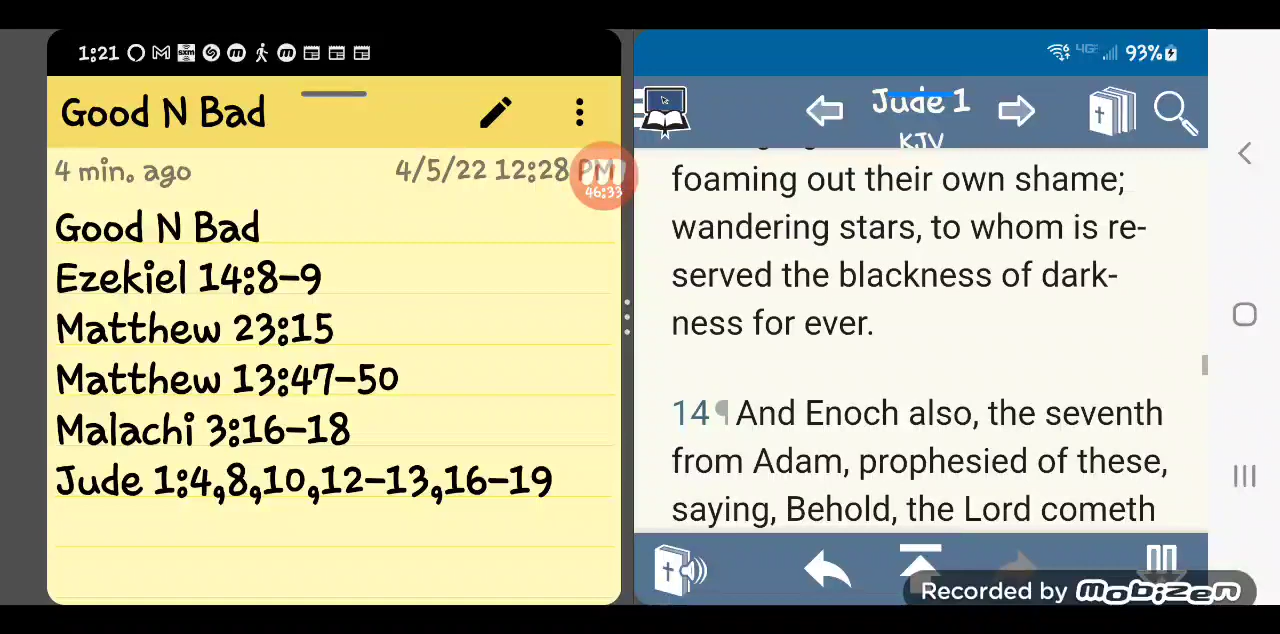 1:21
93%
Good N Bad
4 min. ago
4/5/22 12:28 PM
46:33
Good N Bad
Ezekiel 14:8-9
Matthew 23:15
Matthew 13:47-50
Malachi 3:16-18
Jude 1:4,8,10,12-13,16-19
Jude 1
KJV
foaming out their own shame;
wandering stars, to whom is re-
served the blackness of dark-
ness for ever.
14 ¶ And Enoch also, the seventh
from Adam, prophesied of these,
saying, Behold, the Lord cometh
Recorded by Mobizen